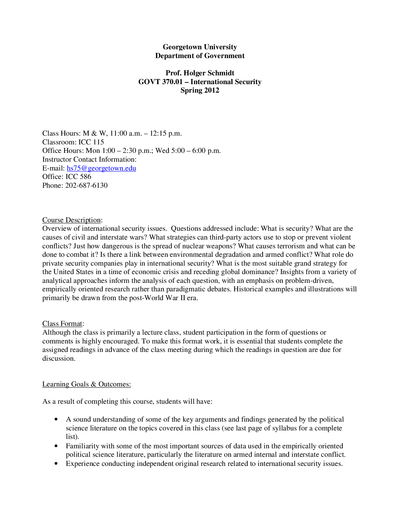 Georgetown University
Department of Government
Prof. Holger Schmidt
GOVT 370.01 – International Security
Spring 2012
Class Hours: M & W, 11:00 a.m. – 12:15 p.m.
Classroom: ICC 115
Office Hours: Mon 1:00 – 2:30 p.m.; Wed 5:00 – 6:00 p.m.
Instructor Contact Information:
E-mail: hs75@georgetown.edu
Office: ICC 586
Phone: 202-687-6130
Course Description:
Overview of international security issues. Questions addressed include: What is security? What are the
causes of civil and interstate wars? What strategies can third-party actors use to stop or prevent violent
conflicts? Just how dangerous is the spread of nuclear weapons? What causes terrorism and what can be
done to combat it? Is there a link between environmental degradation and armed conflict? What role do
private security companies play in international security? What is the most suitable grand strategy for
the United States in a time of economic crisis and receding global dominance? Insights from a variety of
analytical approaches inform the analysis of each question, with an emphasis on problem-driven,
empirically oriented research rather than paradigmatic debates. Historical examples and illustrations will
primarily be drawn from the post-World War II era.
Class Format:
Although the class is primarily a lecture class, student participation in the form of questions or
comments is highly encouraged. To make this format work, it is essential that students complete the
assigned readings in advance of the class meeting during which the readings in question are due for
discussion.
Learning Goals & Outcomes:
As a result of completing this course, students will have:
• A sound understanding of some of the key arguments and findings generated by the political
science literature on the topics covered in this class (see last page of syllabus for a complete
list).
• Familiarity with some of the most important sources of data used in the empirically oriented
political science literature, particularly the literature on armed internal and interstate conflict.
• Experience conducting independent original research related to international security issues.